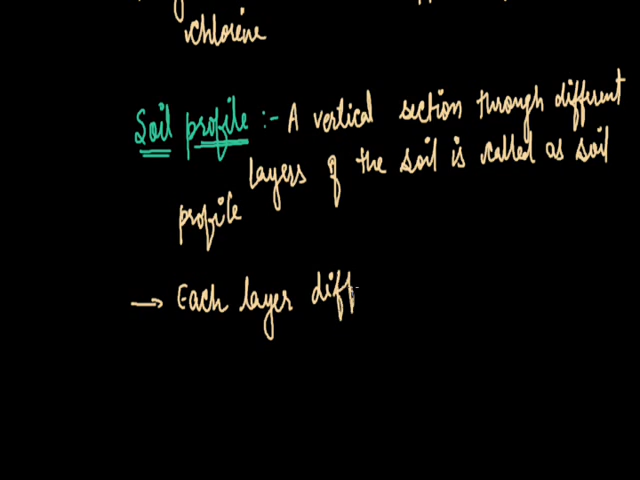 chlorine
Soil profile :- A vertical section through different
layers of the soil is called as soil
profile
→ Each layer diff